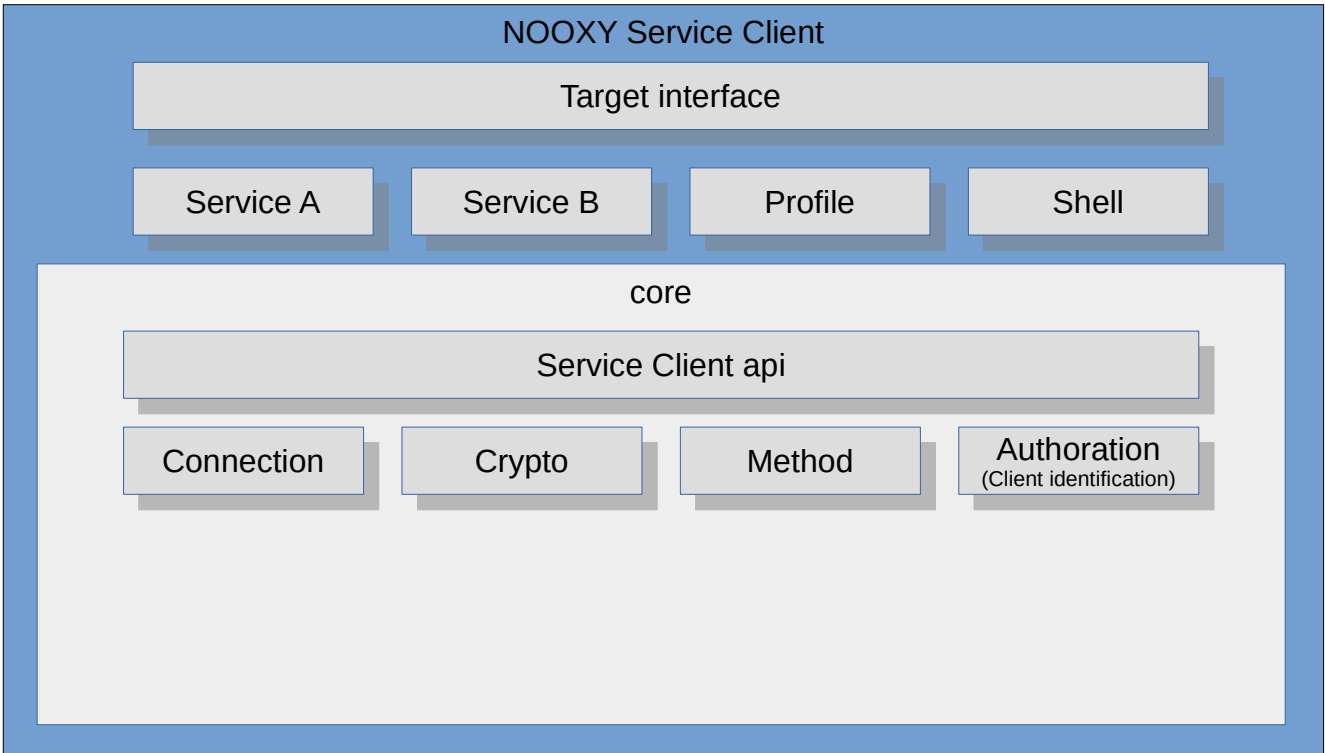 NOOXY Service Client
Target interface
Service A
Service B
Profile
Shell
core
Service Client api
Connection
Crypto
Method
Authoration
(Client identification)